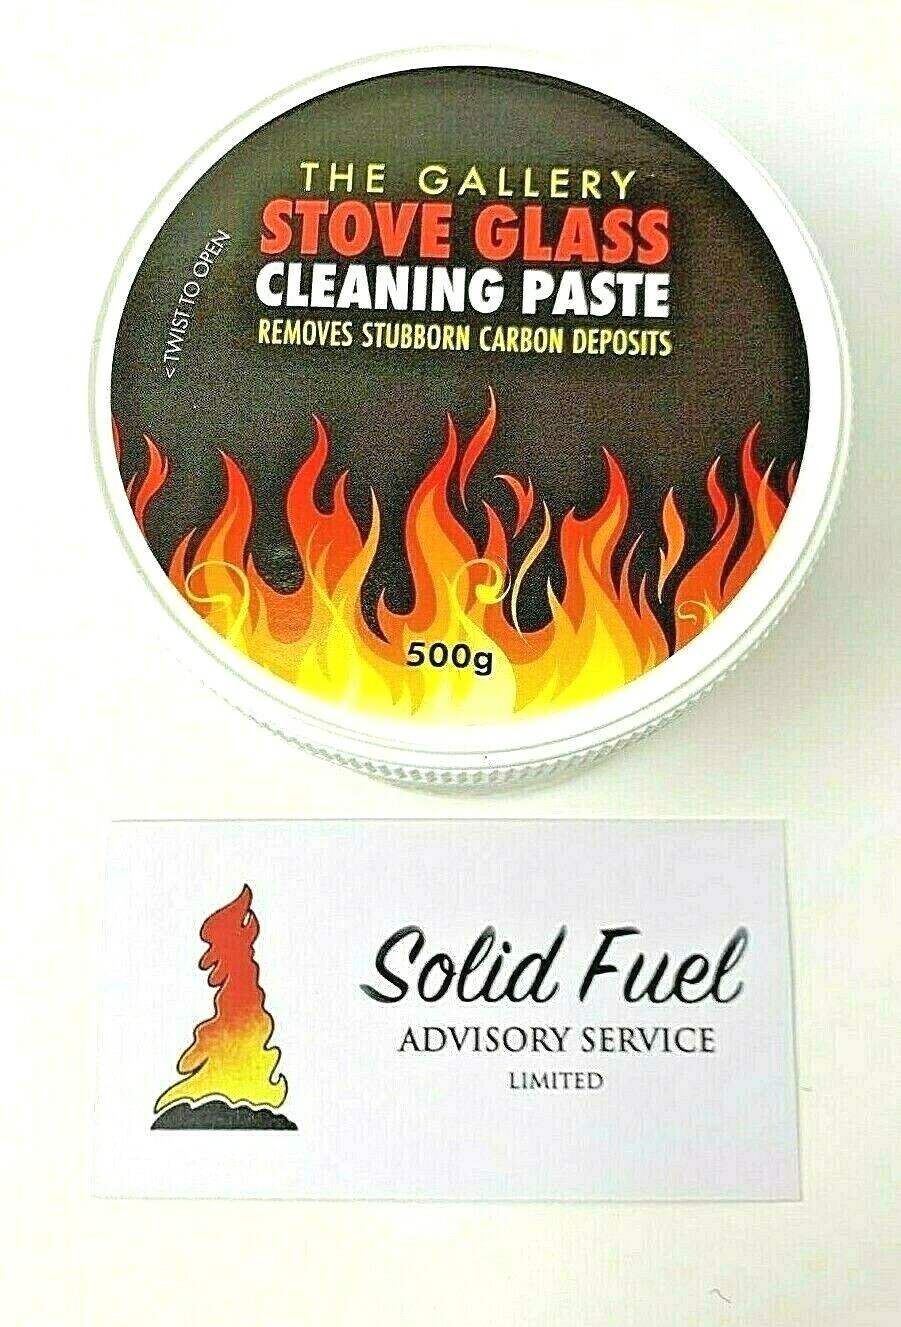 THE GALLERY
STOVE GLASS
CLEANING PASTE
REMOVES STUBBORN CARBON DEPOSITS
< TWIST TO OPEN
500g
Solid Fuel
ADVISORY SERVICE
LIMITED